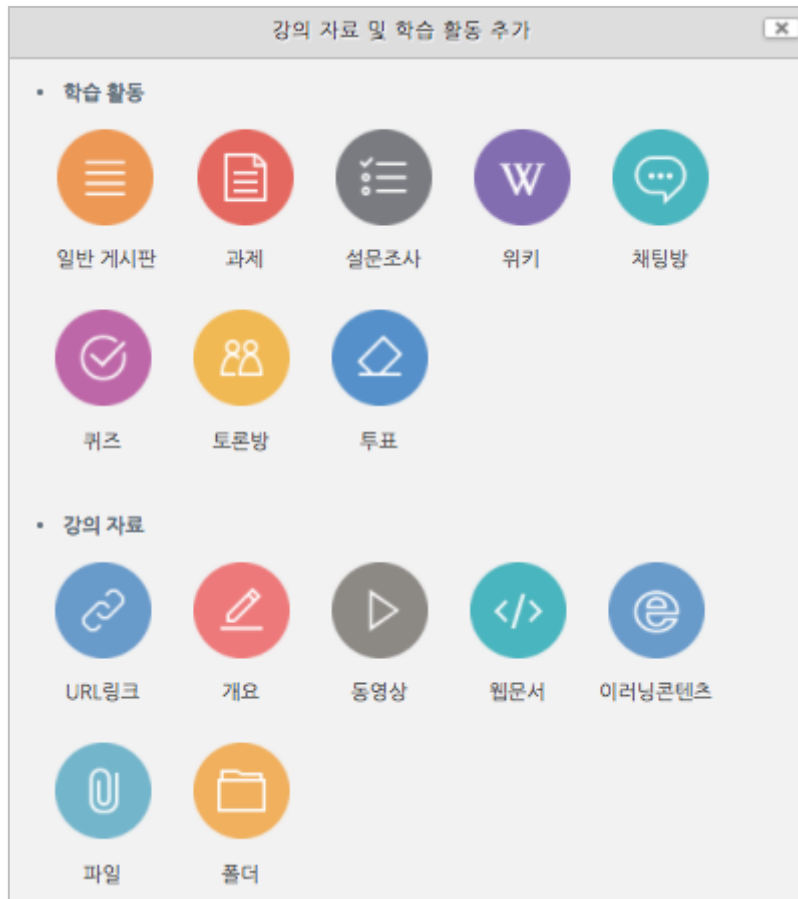 강의 자료 및 학습 활동 추가
• 학습 활동
W
일반 게시판 과제 설문조사 위키 채팅방
퀴즈 토론방 투표
• 강의 자료
</> e
URL링크 개요 동영상 웹문서 이러닝콘텐츠
파일 폴더